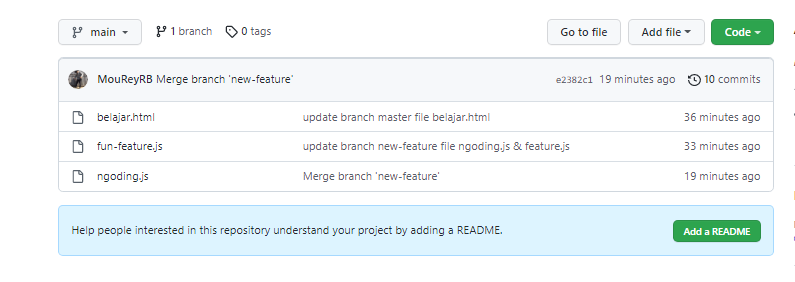 main 1 branch 0 tags Go to file Add file Code
MouReyRB Merge branch 'new-feature' e2382c1 19 minutes ago 10 commits
belajar.html update branch master file belajar.html 36 minutes ago
fun-feature.js update branch new-feature file ngoding.js & feature.js 33 minutes ago
ngoding.js Merge branch 'new-feature' 19 minutes ago
Help people interested in this repository understand your project by adding a README. Add a README